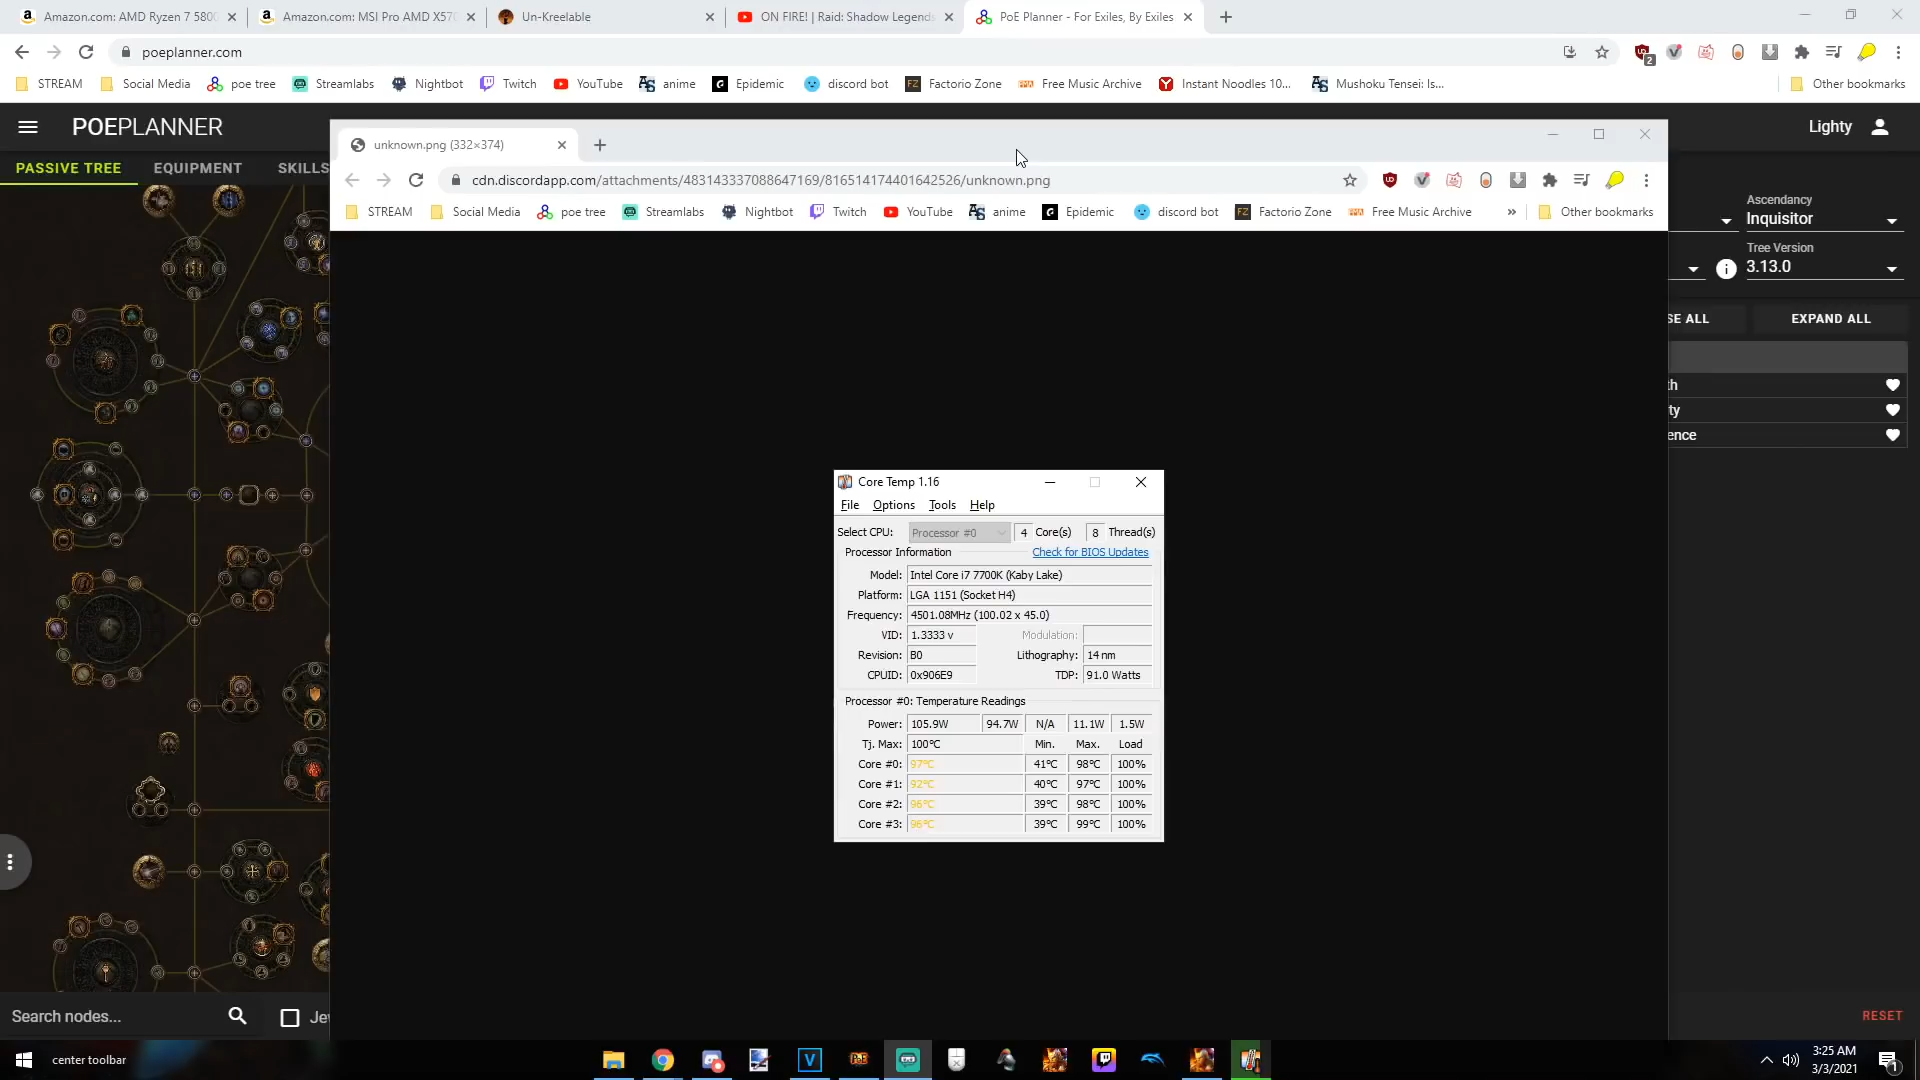 Amazon.com: AMD Ryzen 7 580
Amazon.com: MSI Pro AMD X570
Un-Kreelable
ON FIRE! | Raid: Shadow Legends
PoE Planner - For Exiles, By Exiles
poeplanner.com
2
STREAM
Social Media
poe tree
Streamlabs
Nightbot
Twitch
YouTube
anime
Epidemic
discord bot
Factorio Zone
Free Music Archive
Instant Noodles 10...
Mushoku Tensei: Is...
Other bookmarks
POEPLANNER
Lighty
PASSIVE TREE
EQUIPMENT
SKILLS
unknown.png (332×374)
cdn.discordapp.com/attachments/483143337088647169/816514174401642526/unknown.png
STREAM
Social Media
poe tree
Streamlabs
Nightbot
Twitch
YouTube
anime
Epidemic
discord bot
Factorio Zone
Free Music Archive
»
Other bookmarks
Ascendancy
Inquisitor
Tree Version
3.13.0
SE ALL
EXPAND ALL
th
ty
ence
Core Temp 1.16
File Options Tools Help
Select CPU: Processor #0 4 Core(s) 8 Thread(s)
Processor Information Check for BIOS Updates
Model: Intel Core i7 7700K (Kaby Lake)
Platform: LGA 1151 (Socket H4)
Frequency: 4501.08MHz (100.02 x 45.0)
VID: 1.3333 v Modulation:
Revision: B0 Lithography: 14 nm
CPUID: 0x906E9 TDP: 91.0 Watts
Processor #0: Temperature Readings
Power: 105.9W 94.7W N/A 11.1W 1.5W
Tj. Max: 100°C Min. Max. Load
Core #0: 97°C 41°C 98°C 100%
Core #1: 92°C 40°C 97°C 100%
Core #2: 96°C 39°C 98°C 100%
Core #3: 96°C 39°C 99°C 100%
Search nodes...
Je
RESET
center toolbar
3:25 AM
3/3/2021
1